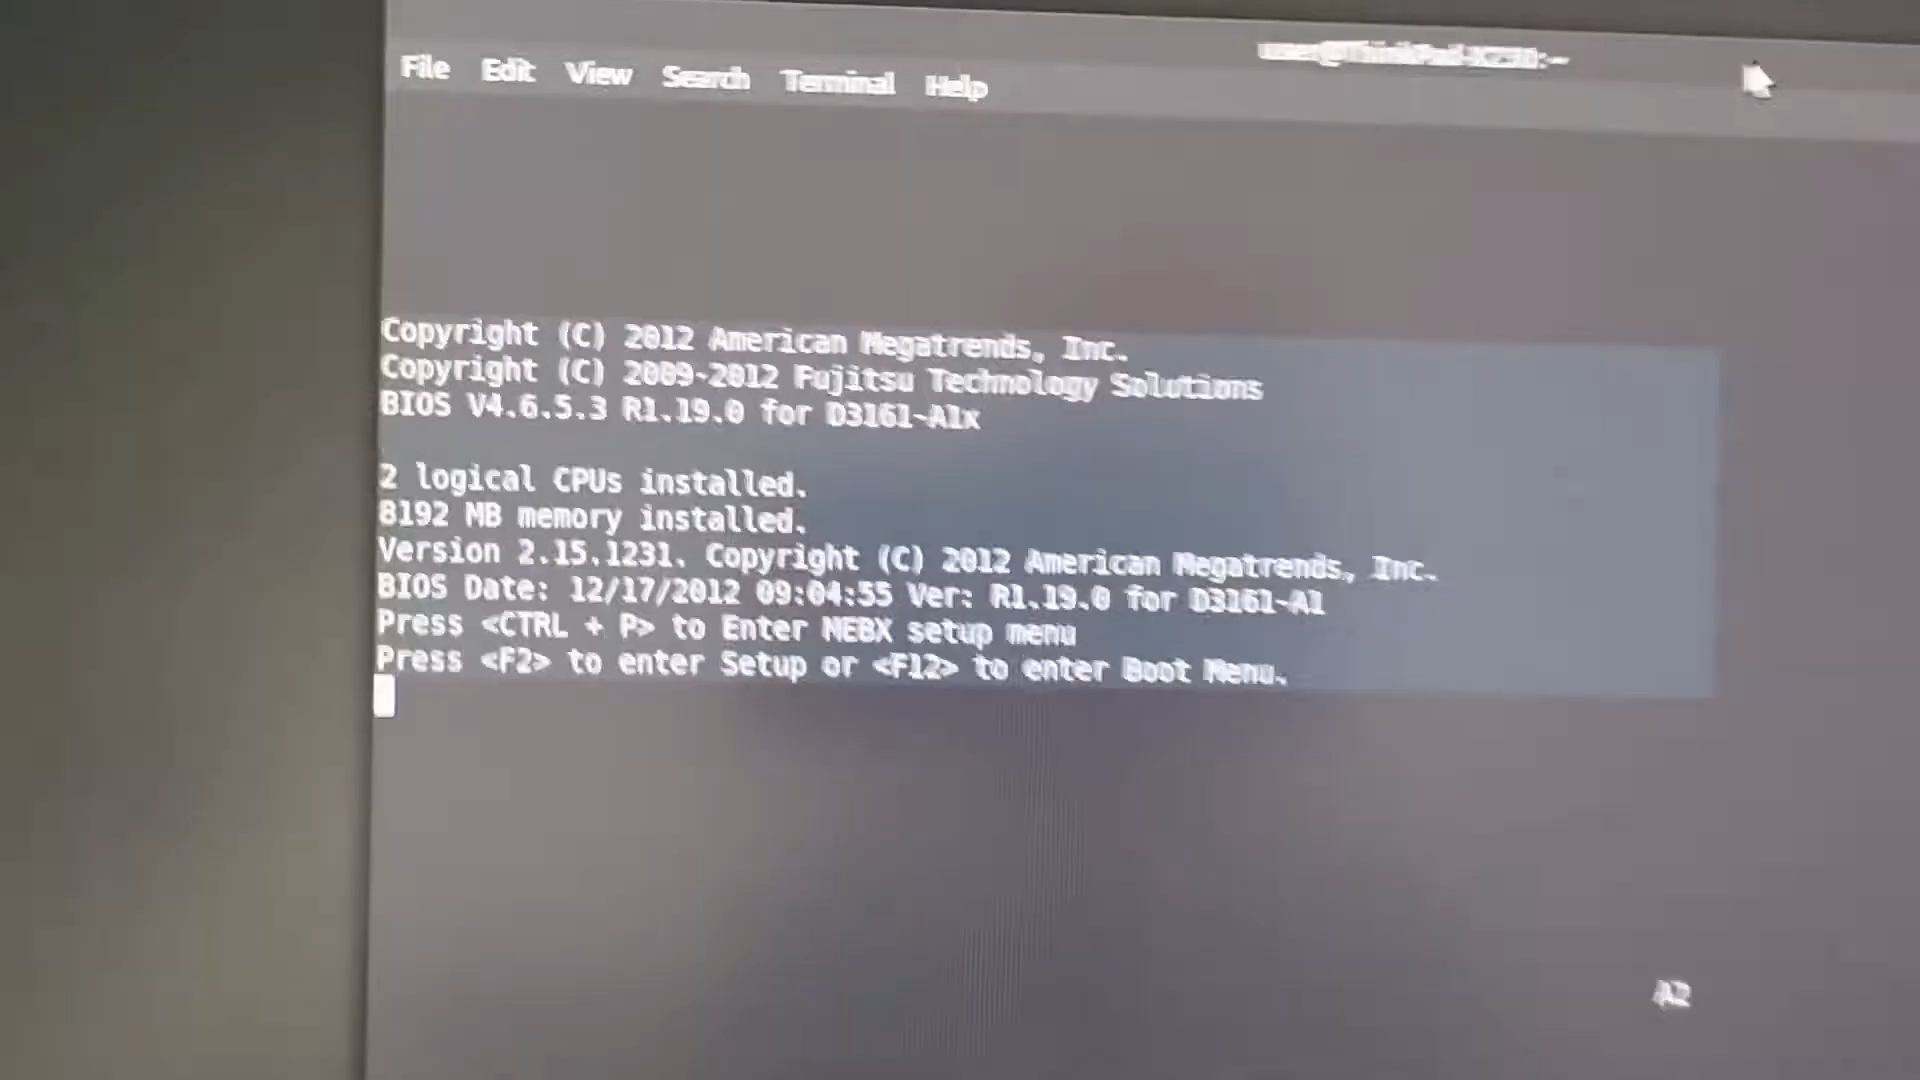 user@ThinkPad-X230:~
File Edit View Search Terminal Help
Copyright (C) 2012 American Megatrends, Inc.
Copyright (C) 2009-2012 Fujitsu Technology Solutions
BIOS V4.6.5.3 R1.19.0 for D3161-A1x
2 logical CPUs installed.
8192 MB memory installed.
Version 2.15.1231. Copyright (C) 2012 American Megatrends, Inc.
BIOS Date: 12/17/2012 09:04:55 Ver: R1.19.0 for D3161-A1
Press <CTRL + P> to Enter MEBX setup menu
Press <F2> to enter Setup or <F12> to enter Boot Menu.
A2